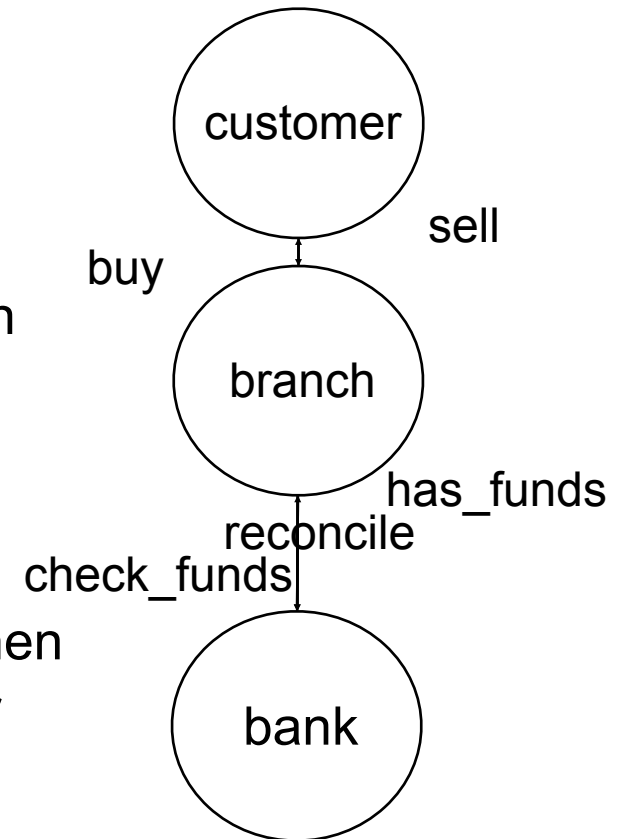 customer
sell
buy
branch
has_funds
reconcile
check_funds
bank